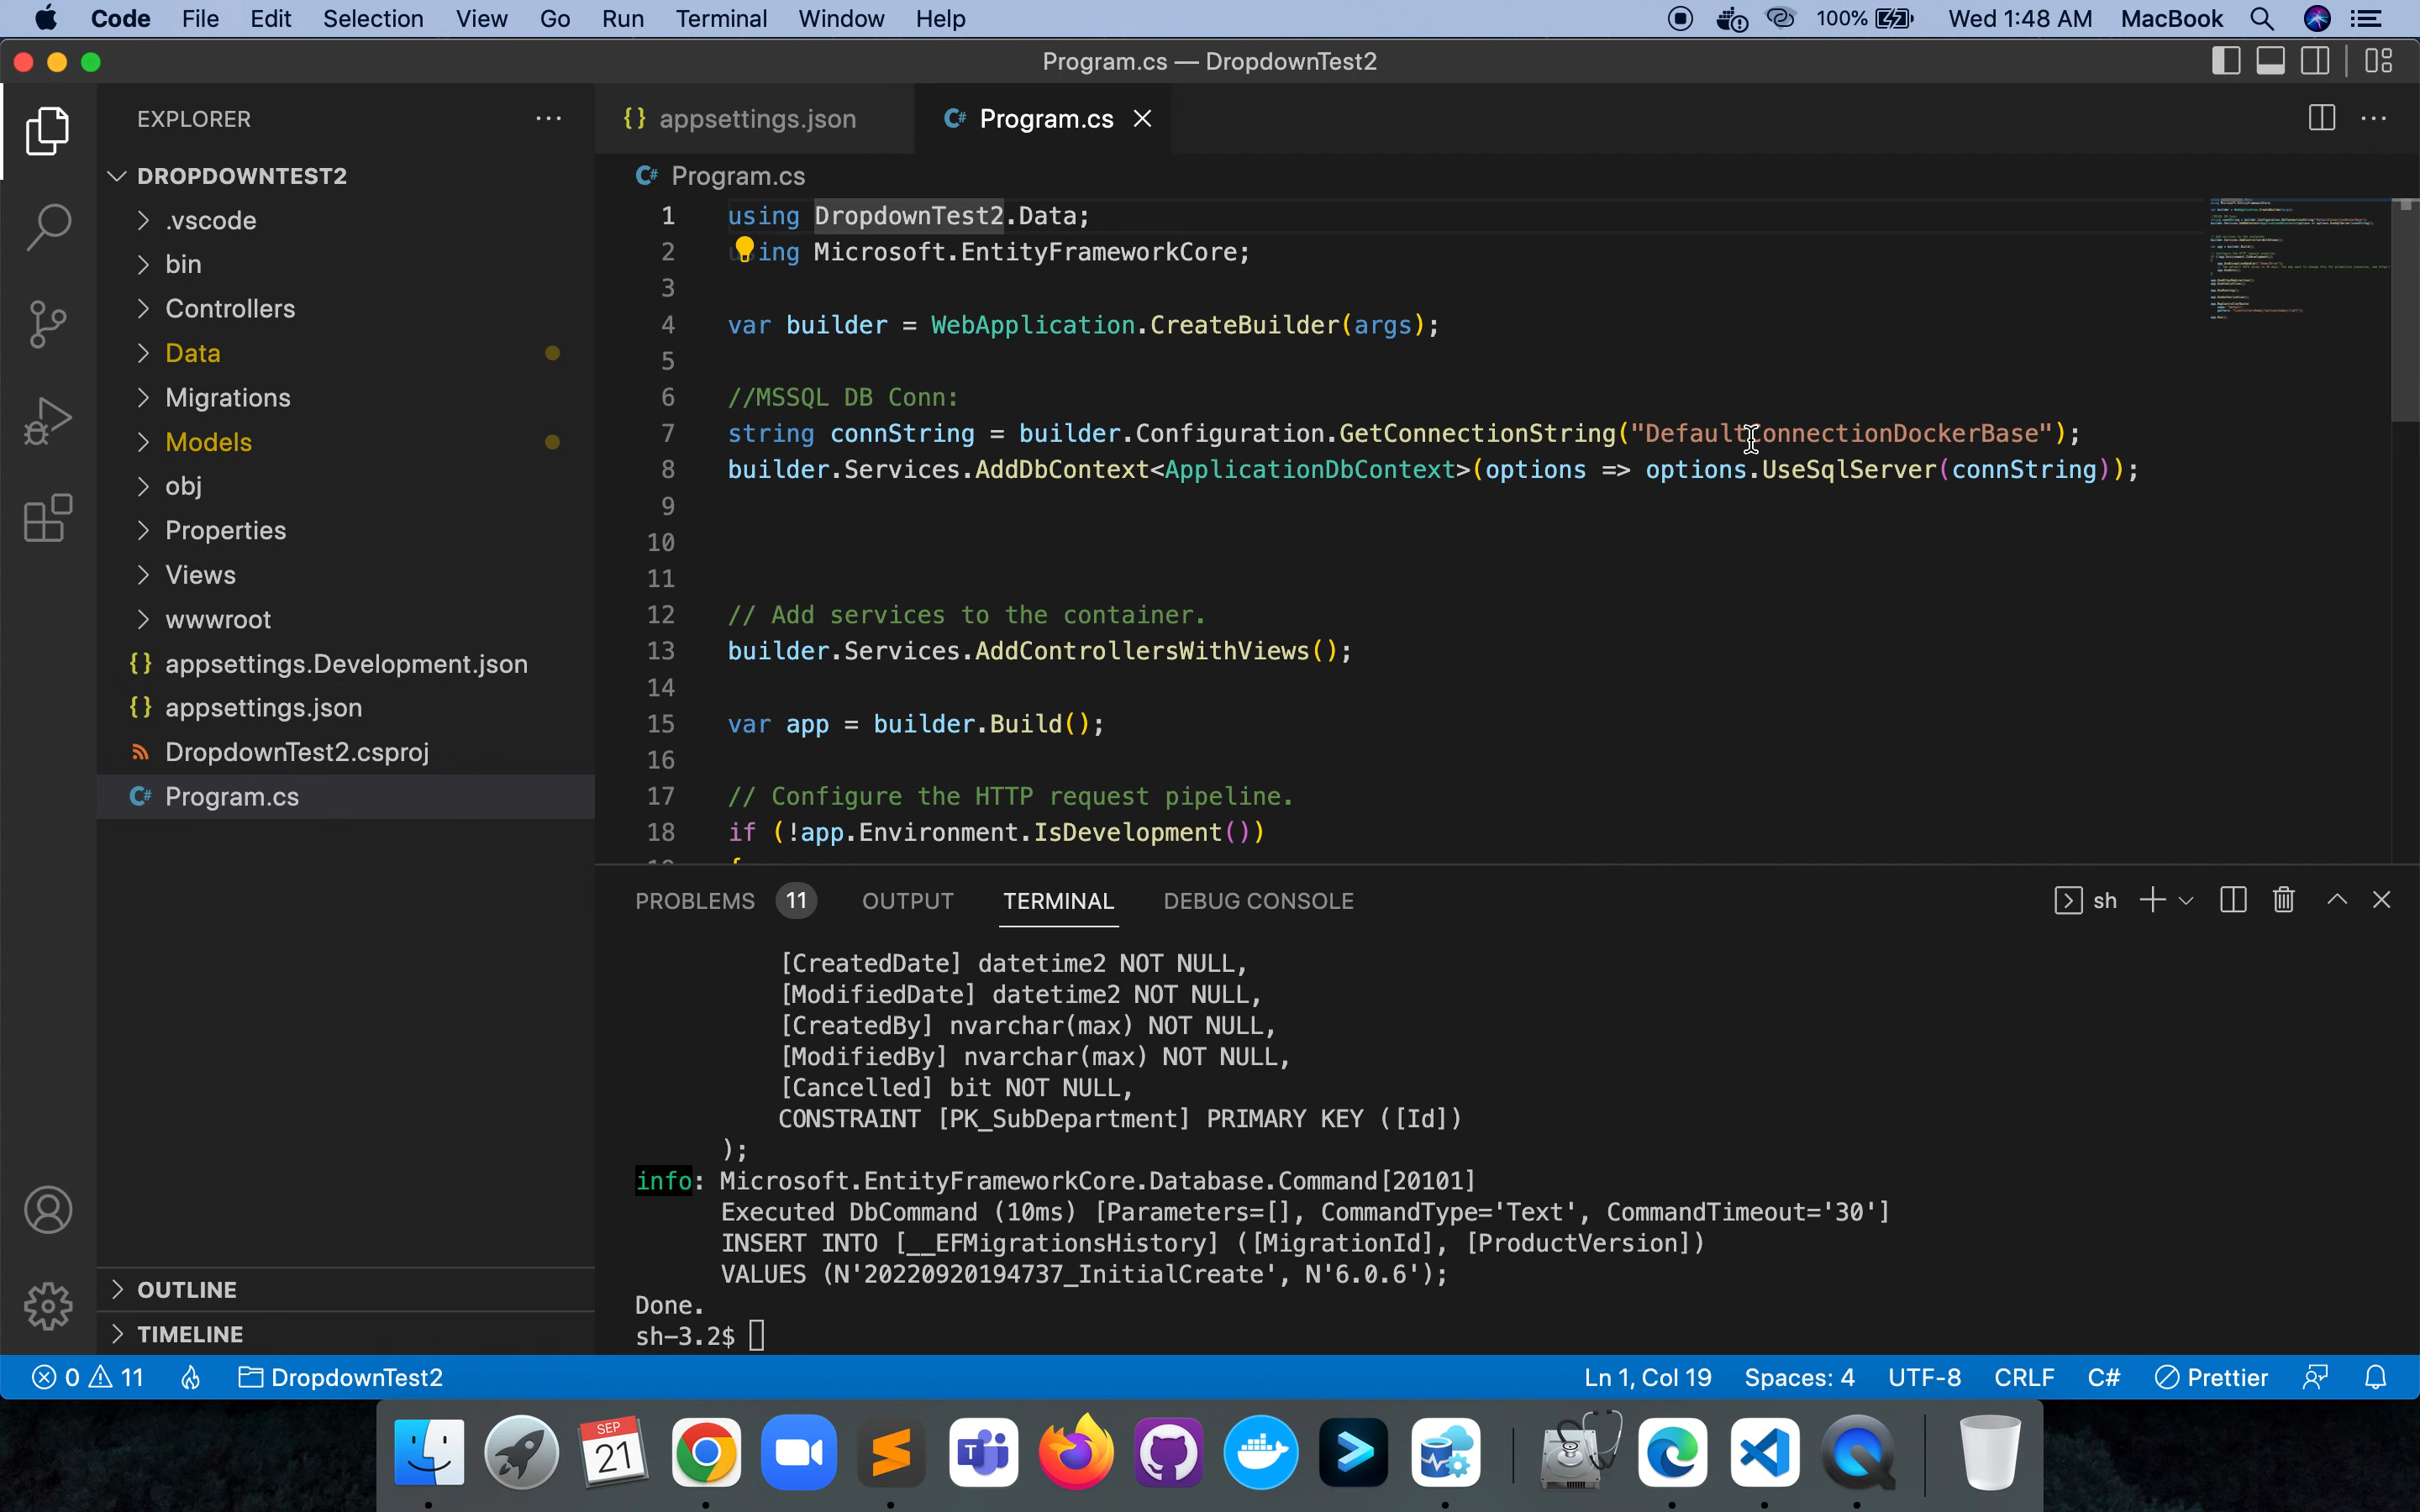 Code File Edit Selection View Go Run Terminal Window Help 100% Wed 1:48 AM MacBook
Program.cs — DropdownTest2
EXPLORER
DROPDOWNTEST2
.vscode
bin
Controllers
Data
Migrations
Models
obj
Properties
Views
wwwroot
{} appsettings.Development.json
{} appsettings.json
DropdownTest2.csproj
C# Program.cs
OUTLINE
TIMELINE
{} appsettings.json C# Program.cs
C# Program.cs
1 using DropdownTest2.Data;
2 using Microsoft.EntityFrameworkCore;
3
4 var builder = WebApplication.CreateBuilder(args);
5
6 //MSSQL DB Conn:
7 string connString = builder.Configuration.GetConnectionString("DefaultConnectionDockerBase");
8 builder.Services.AddDbContext<ApplicationDbContext>(options => options.UseSqlServer(connString));
9
10
11
12 // Add services to the container.
13 builder.Services.AddControllersWithViews();
14
15 var app = builder.Build();
16
17 // Configure the HTTP request pipeline.
18 if (!app.Environment.IsDevelopment())
PROBLEMS 11 OUTPUT TERMINAL DEBUG CONSOLE sh
[CreatedDate] datetime2 NOT NULL,
[ModifiedDate] datetime2 NOT NULL,
[CreatedBy] nvarchar(max) NOT NULL,
[ModifiedBy] nvarchar(max) NOT NULL,
[Cancelled] bit NOT NULL,
CONSTRAINT [PK_SubDepartment] PRIMARY KEY ([Id])
);
info: Microsoft.EntityFrameworkCore.Database.Command[20101]
Executed DbCommand (10ms) [Parameters=[], CommandType='Text', CommandTimeout='30']
INSERT INTO [__EFMigrationsHistory] ([MigrationId], [ProductVersion])
VALUES (N'20220920194737_InitialCreate', N'6.0.6');
Done.
sh-3.2$
0 11 DropdownTest2 Ln 1, Col 19 Spaces: 4 UTF-8 CRLF C# Prettier
SEP
21